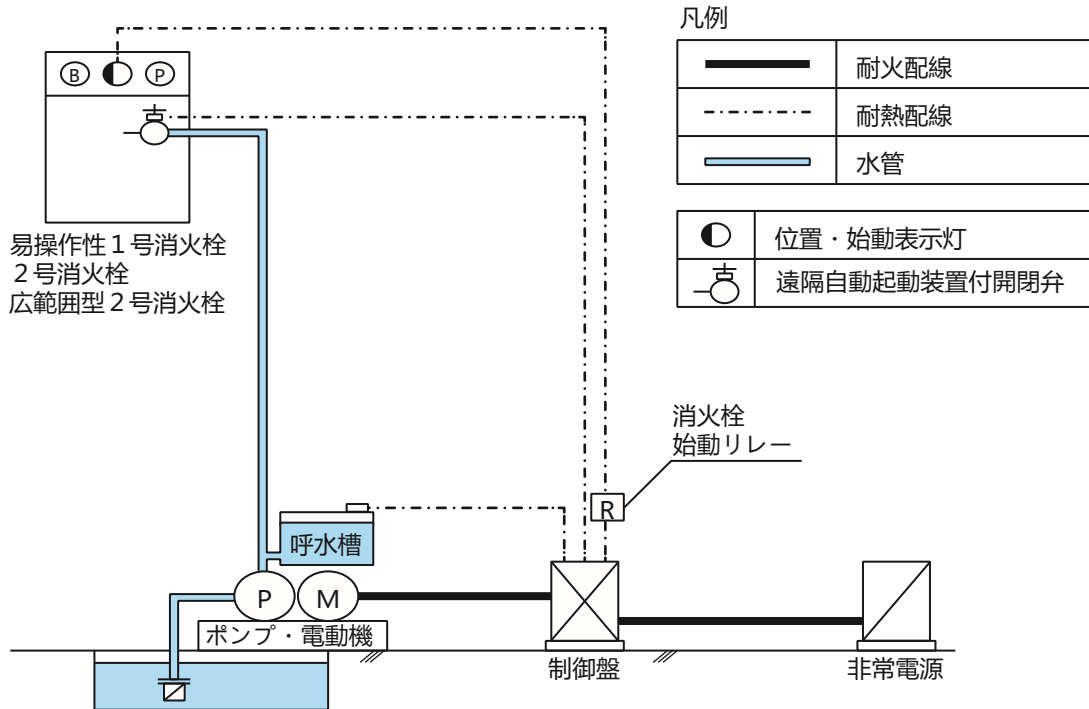 凡例
B
P
耐火配線
耐熱配線
水管
位置・始動表示灯
遠隔自動起動装置付開閉弁
易操作性１号消火栓
２号消火栓
広範囲型２号消火栓
消火栓
始動リレー
R
呼水槽
P
M
ポンプ・電動機
制御盤
非常電源